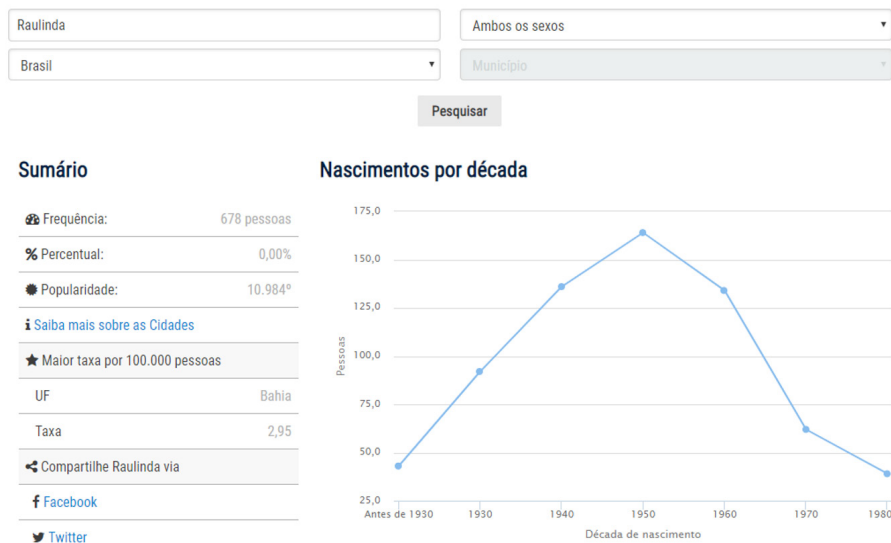 Raulinda
Ambos os sexos
Brasil
Município
Pesquisar
Sumário
Frequência: 678 pessoas
Percentual: 0,00%
Popularidade: 10.984º
Saiba mais sobre as Cidades
Maior taxa por 100.000 pessoas
UF Bahia
Taxa 2,95
Compartilhe Raulinda via
Facebook
Twitter
Nascimentos por década
175,0
150,0
125,0
100,0
75,0
50,0
25,0
Pessoas
Antes de 1930 1930 1940 1950 1960 1970 1980
Década de nascimento